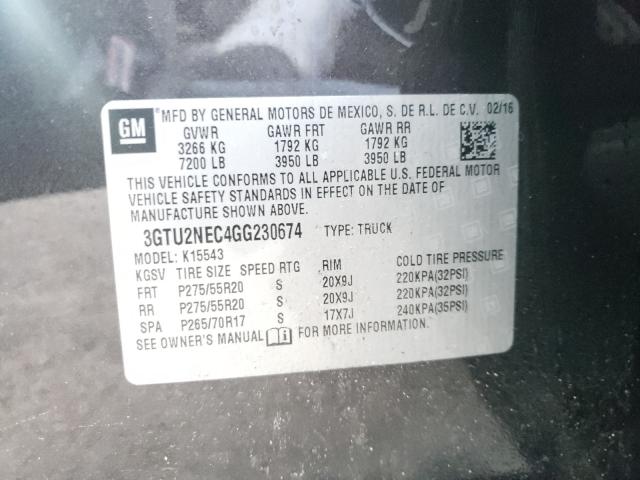 GM
®MFD BY GENERAL MOTORS DE MEXICO, S. DE R.L. DE C.V. 02/16
GVWR GAWR FRT GAWR RR
3266 KG 1792 KG 1792 KG
7200 LB 3950 LB 3950 LB
THIS VEHICLE CONFORMS TO ALL APPLICABLE U.S. FEDERAL MOTOR
VEHICLE SAFETY STANDARDS IN EFFECT ON THE DATE OF
MANUFACTURE SHOWN ABOVE.
3GTU2NEC4GG230674 TYPE: TRUCK
MODEL: K15543
KGSV TIRE SIZE SPEED RTG RIM COLD TIRE PRESSURE
FRT P275/55R20 S 20X9J 220KPA(32PSI)
RR P275/55R20 S 20X9J 220KPA(32PSI)
SPA P265/70R17 S 17X7J 240KPA(35PSI)
SEE OWNER'S MANUAL FOR MORE INFORMATION.